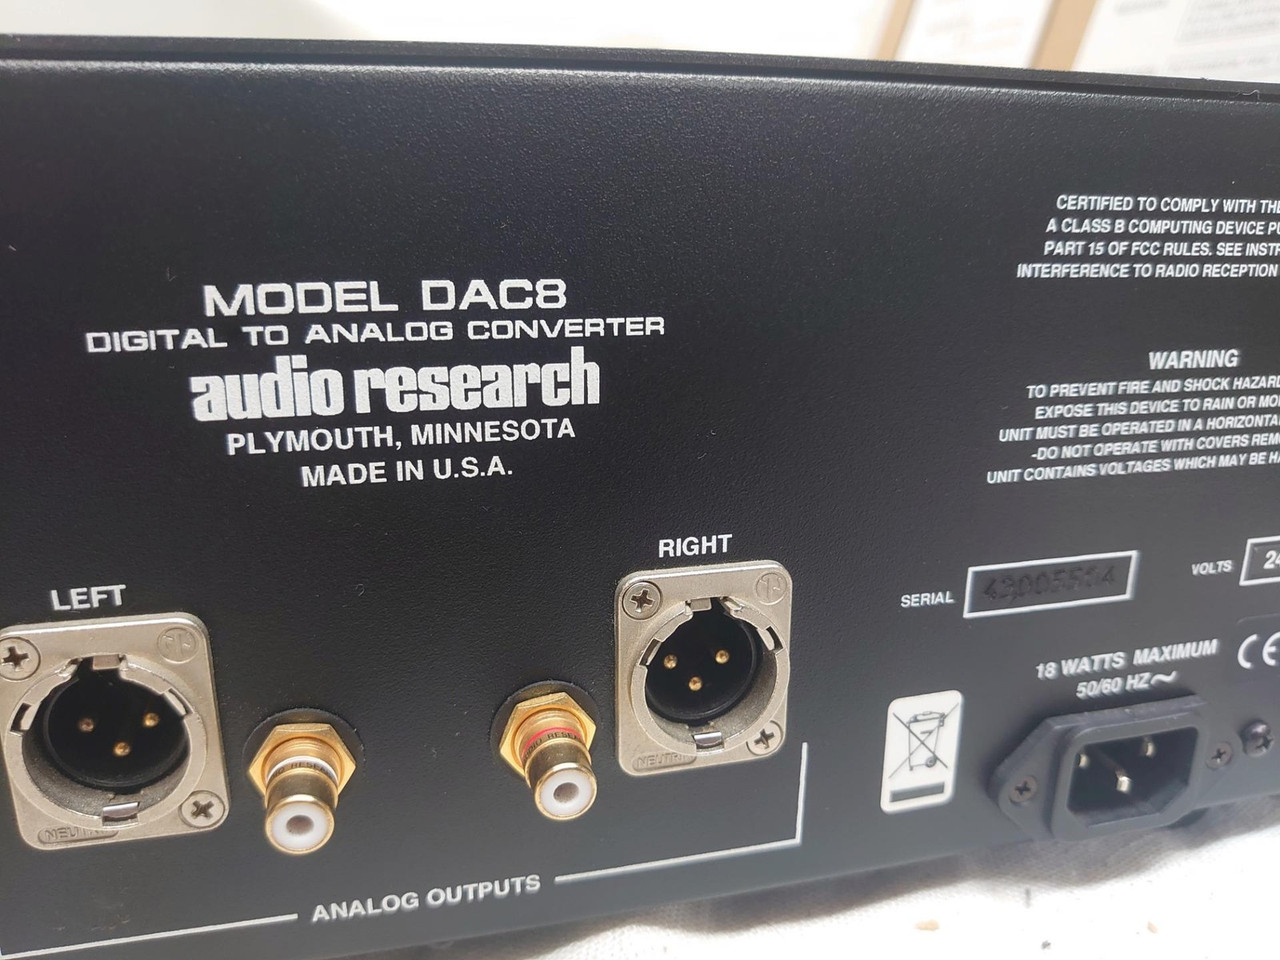 MODEL DAC8
DIGITAL TO ANALOG CONVERTER
audio research
PLYMOUTH, MINNESOTA
MADE IN U.S.A.
LEFT
RIGHT
ANALOG OUTPUTS
CERTIFIED TO COMPLY WITH THE
A CLASS B COMPUTING DEVICE
PART 15 OF FCC RULES. SEE
INTERFERENCE TO RADIO RECEPTION
WARNING
TO PREVENT FIRE AND SHOCK
EXPOSE THIS DEVICE TO RAIN OR
UNIT MUST BE OPERATED IN A
-DO NOT OPERATE WITH COVERS
UNIT CONTAINS VOLTAGES WHICH MAY BE
SERIAL
VOLTS
18 WATTS MAXIMUM
50/60 HZ~
CE